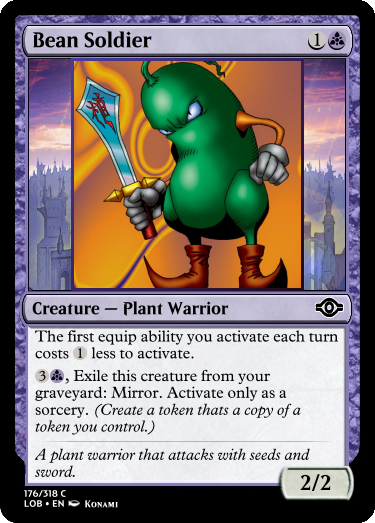 Bean Soldier 1
Creature — Plant Warrior
The first equip ability you activate each turn
costs 1 less to activate.
3, Exile this creature from your
graveyard: Mirror. Activate only as a
sorcery. (Create a token thats a copy of a
token you control.)
A plant warrior that attacks with seeds and
sword.
2/2
176/318 C
LOB • EN KONAMI